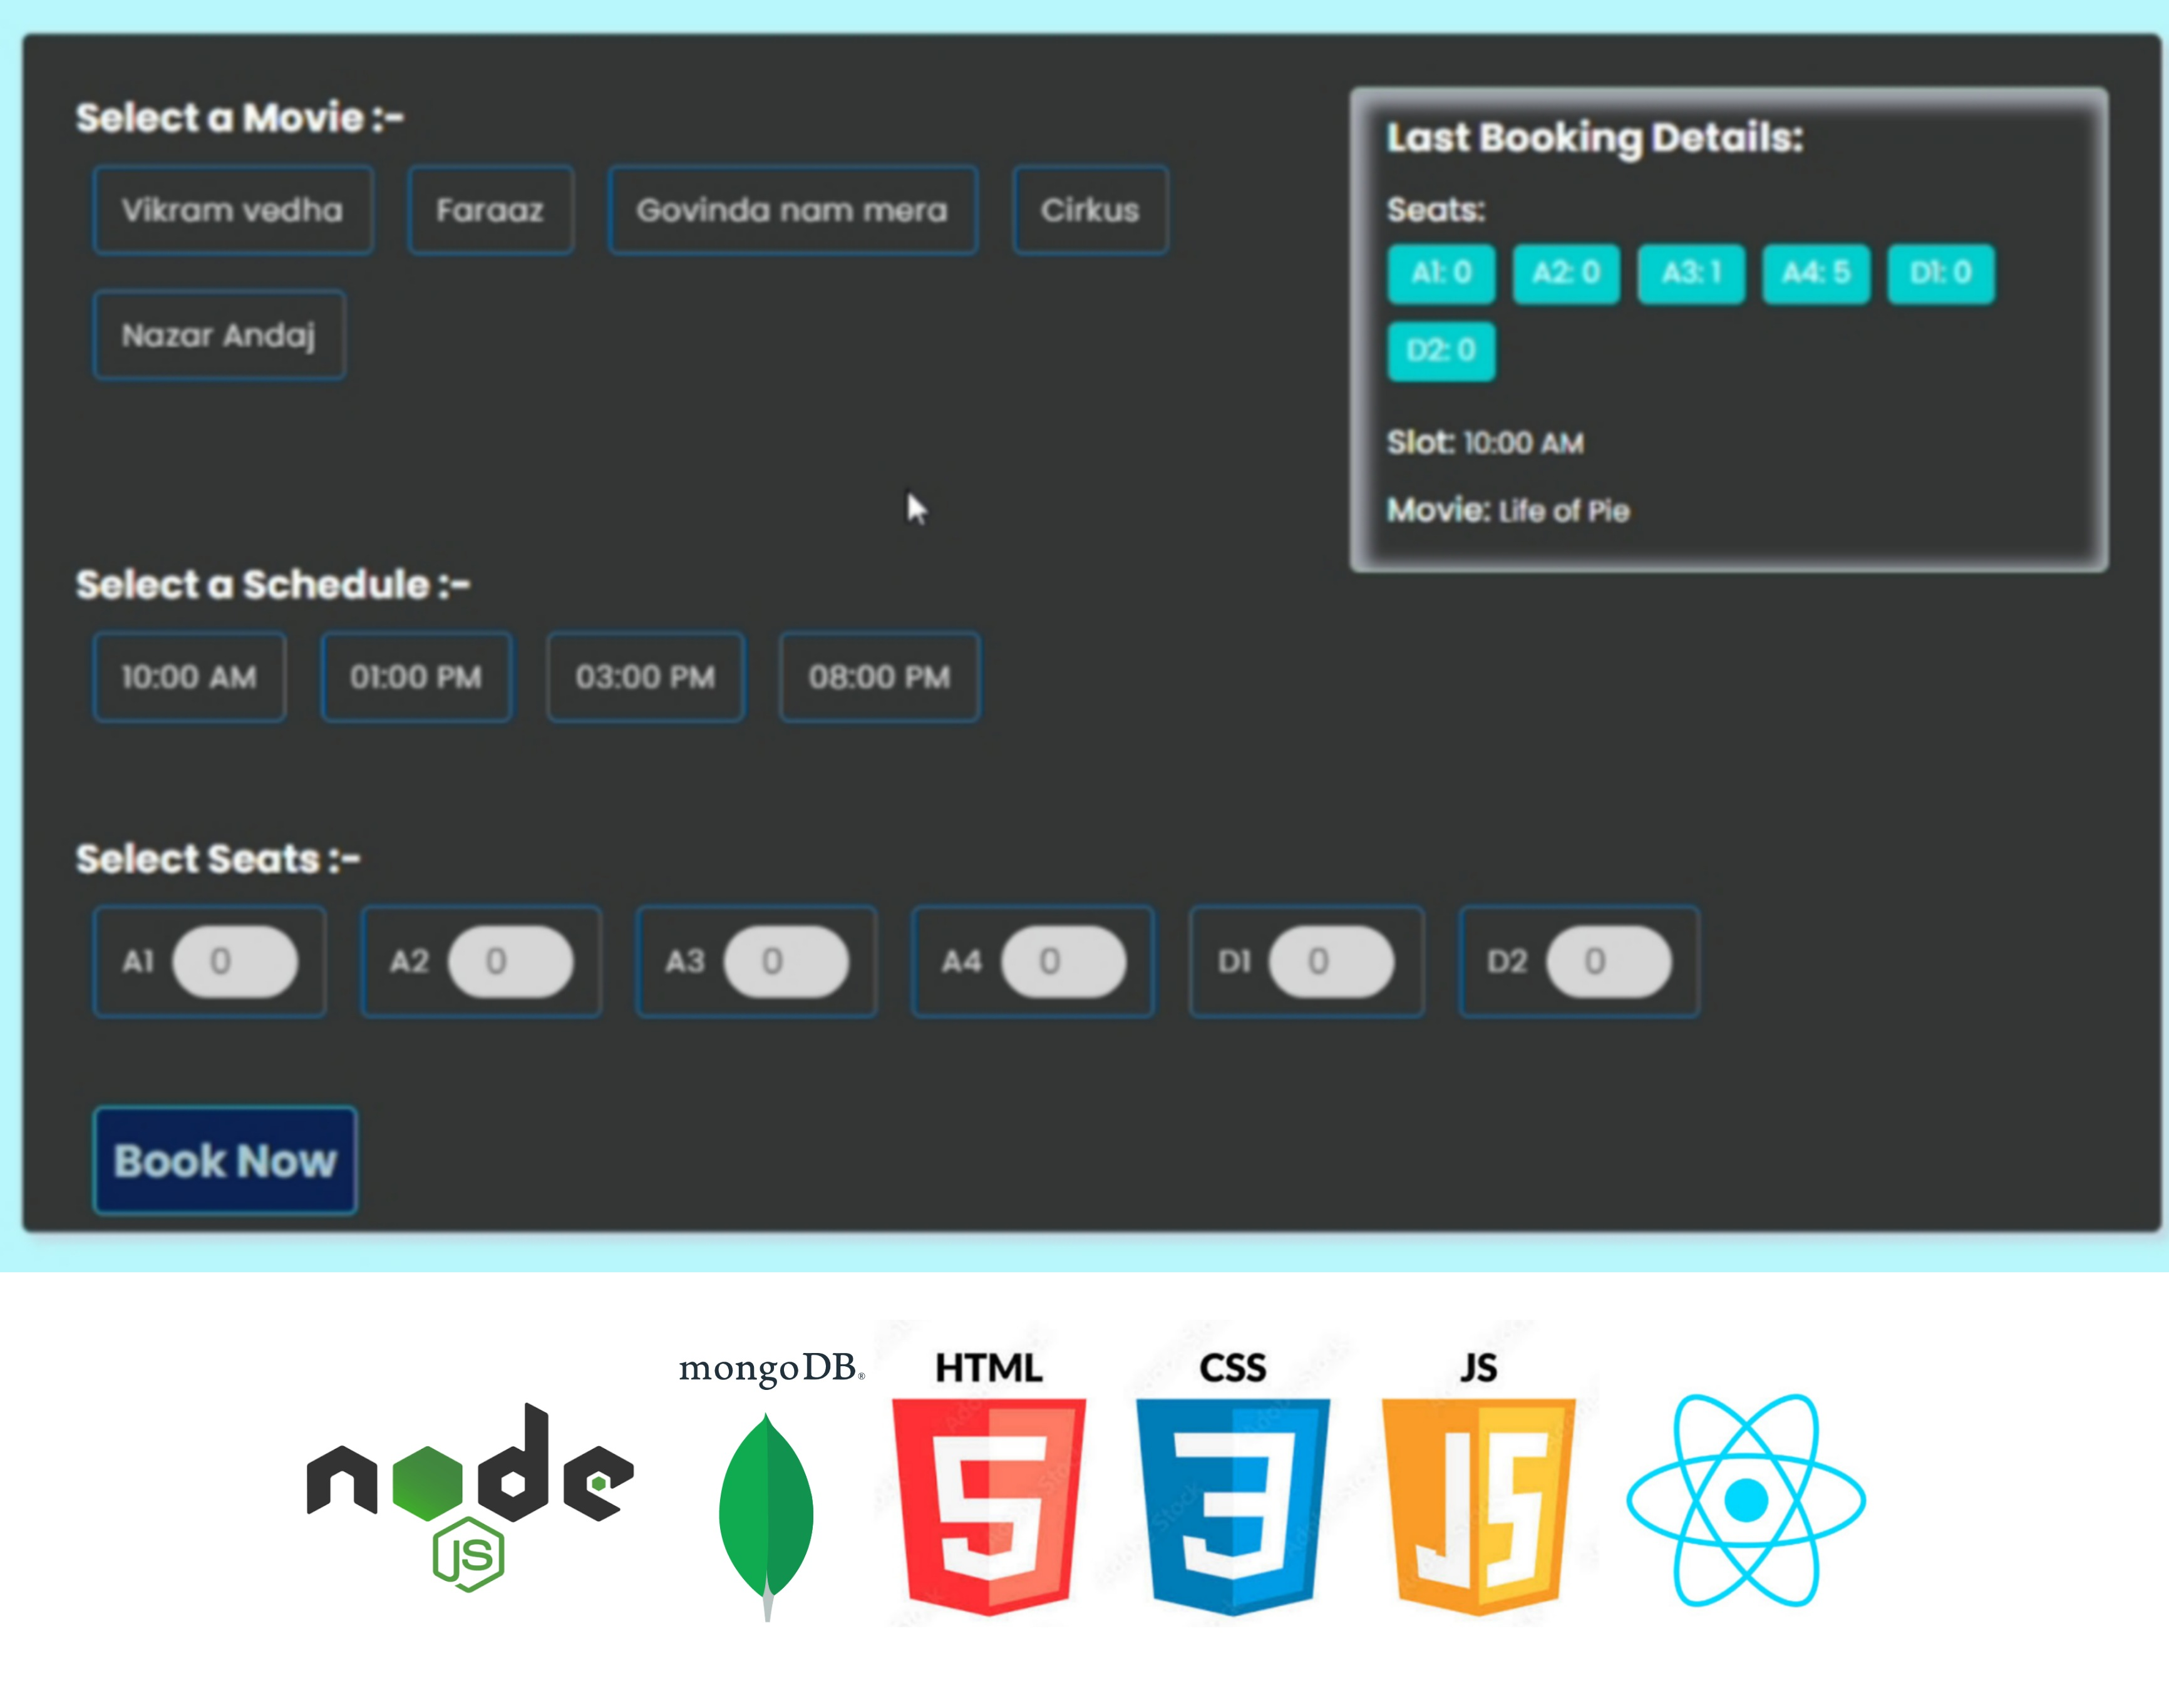 Select a Movie :-
Vikram vedha Faraaz Govinda nam mera Cirkus
Nazar Andaj
Last Booking Details:
Seats:
A1: 0 A2: 0 A3: 1 A4: 5 D1: 0
D2: 0
Slot: 10:00 AM
Movie: Life of Pie
Select a Schedule :-
10:00 AM 01:00 PM 03:00 PM 08:00 PM
Select Seats :-
A1 0 A2 0 A3 0 A4 0 D1 0 D2 0
Book Now
mongoDB® HTML CSS JS
node 5 3 JS
JS